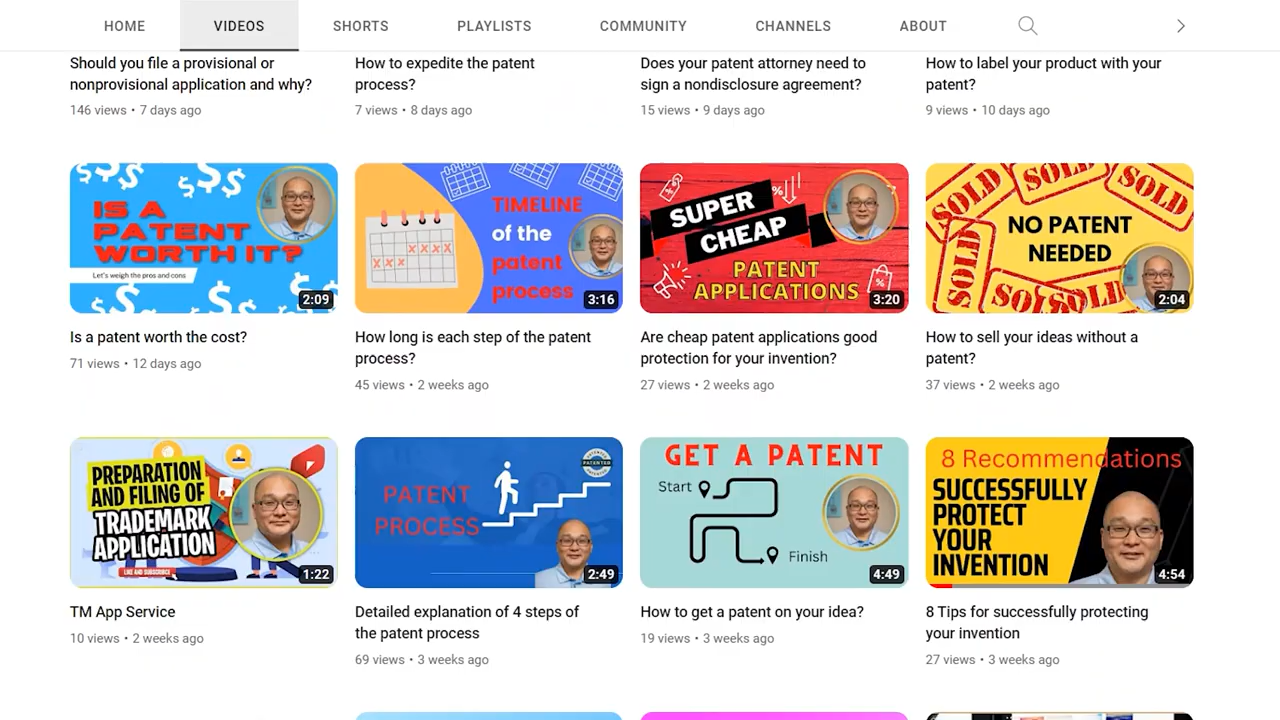 HOME VIDEOS SHORTS PLAYLISTS COMMUNITY CHANNELS ABOUT
Should you file a provisional or
nonprovisional application and why?
146 views • 7 days ago
How to expedite the patent
process?
7 views • 8 days ago
Does your patent attorney need to
sign a nondisclosure agreement?
15 views • 9 days ago
How to label your product with your
patent?
9 views • 10 days ago
IS A
PATENT
WORTH IT?
Let's weigh the pros and cons
2:09
Is a patent worth the cost?
71 views • 12 days ago
TIMELINE
of the
patent
process
3:16
How long is each step of the patent
process?
45 views • 2 weeks ago
SUPER
CHEAP
PATENT
APPLICATIONS
3:20
Are cheap patent applications good
protection for your invention?
27 views • 2 weeks ago
SOLD
SOLD
SOLD
NO PATENT
NEEDED
SOLD
SOLD
SOLD
2:04
How to sell your ideas without a
patent?
37 views • 2 weeks ago
PREPARATION
AND FILING OF
TRADEMARK
APPLICATION
LIKE AND SUBSCRIBE
1:22
TM App Service
10 views • 2 weeks ago
PATENT
PROCESS
PATENTED
2:49
Detailed explanation of 4 steps of
the patent process
69 views • 3 weeks ago
GET A PATENT
Start
Finish
4:49
How to get a patent on your idea?
19 views • 3 weeks ago
8 Recommendations
SUCCESSFULLY
PROTECT
YOUR
INVENTION
4:54
8 Tips for successfully protecting
your invention
27 views • 3 weeks ago